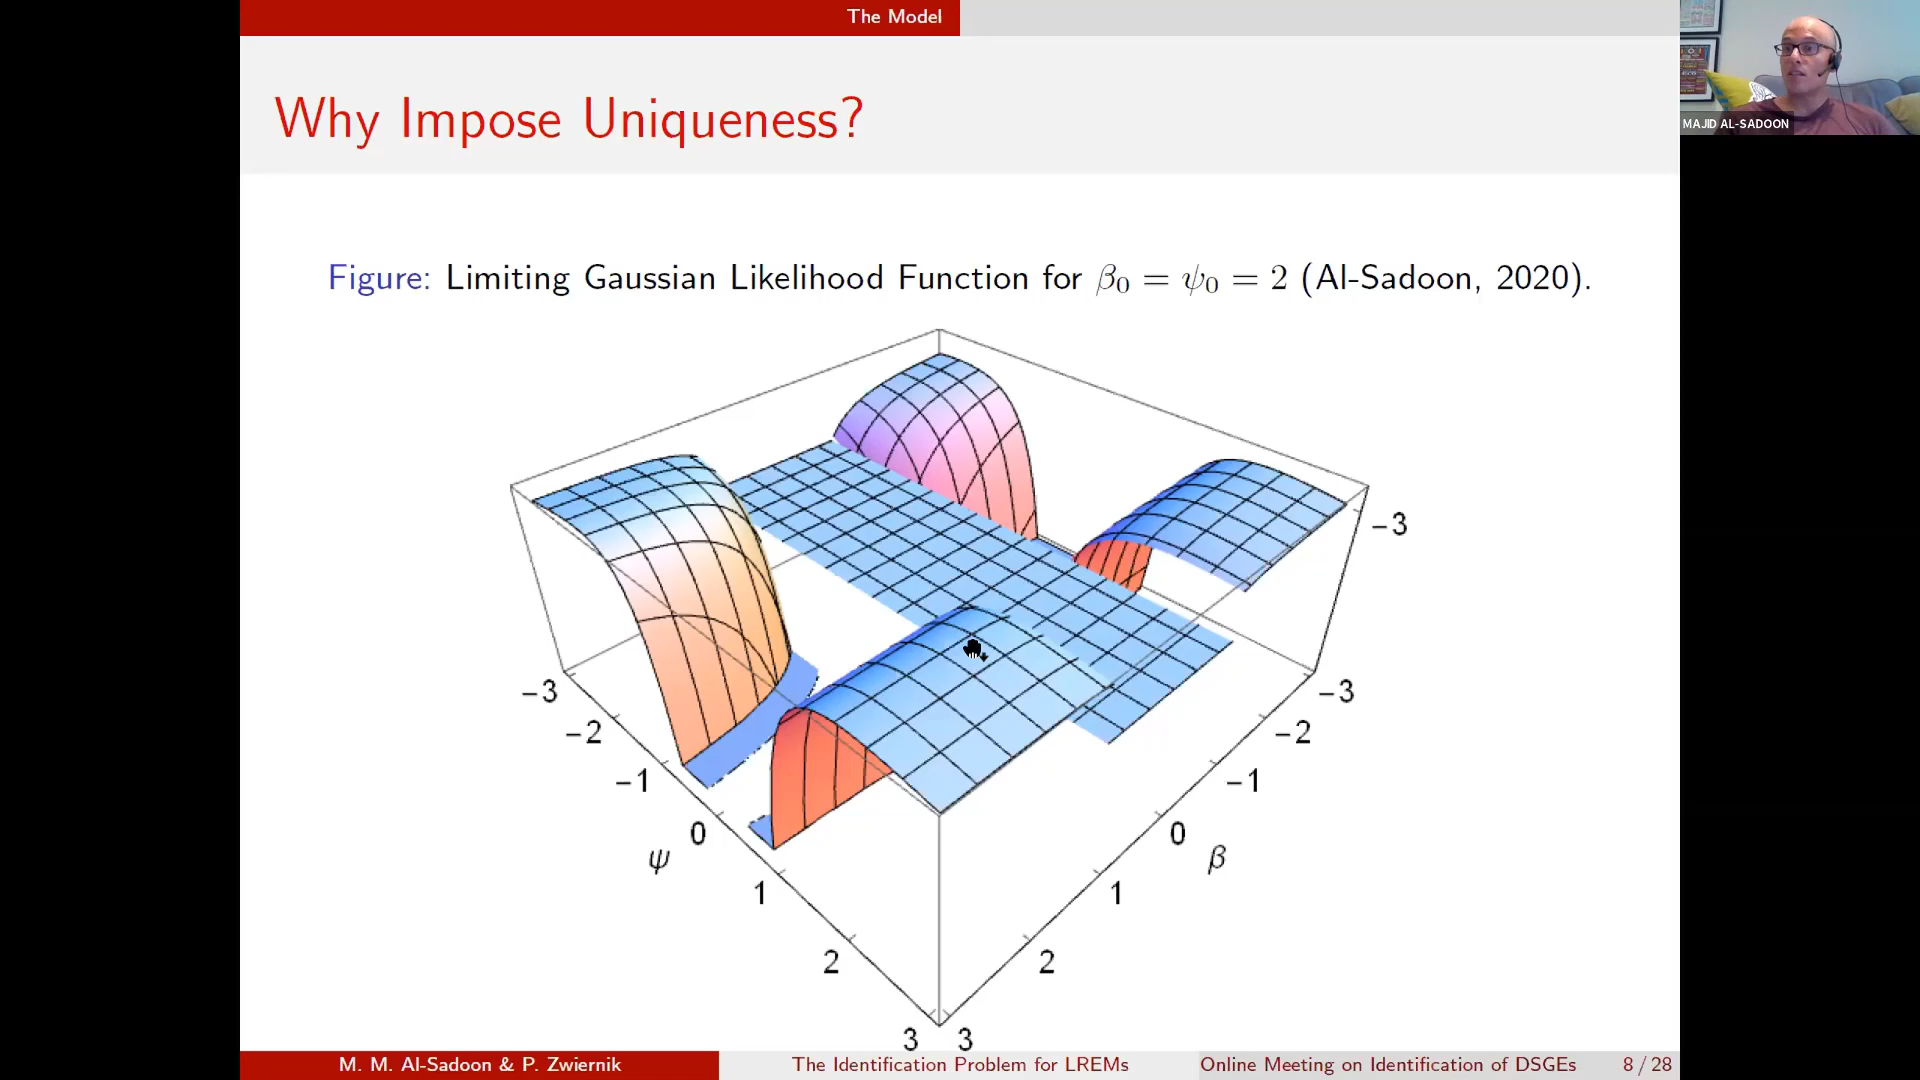 The Model
Why Impose Uniqueness?
MAJID AL-SADOON
Figure: Limiting Gaussian Likelihood Function for β₀ = ψ₀ = 2 (Al-Sadoon, 2020).
−3
−3
−2
−1
0
ψ
1
2
3
−3
−2
−1
0
β
1
2
3
M. M. Al-Sadoon & P. Zwiernik
The Identification Problem for LREMs
Online Meeting on Identification of DSGEs
8 / 28